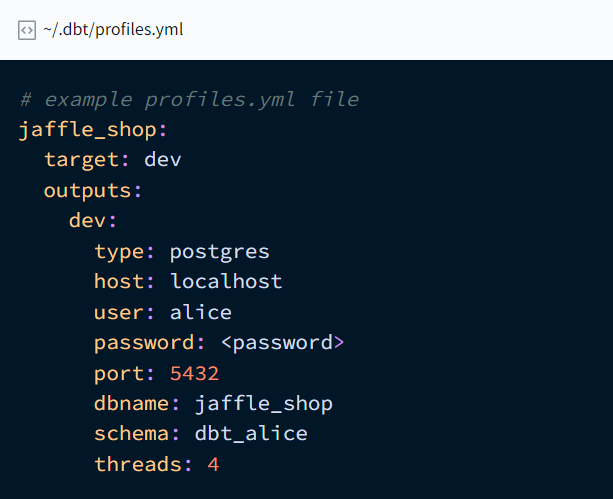 ~/.dbt/profiles.yml
# example profiles.yml file
jaffle_shop:
  target: dev
  outputs:
    dev:
      type: postgres
      host: localhost
      user: alice
      password: <password>
      port: 5432
      dbname: jaffle_shop
      schema: dbt_alice
      threads: 4